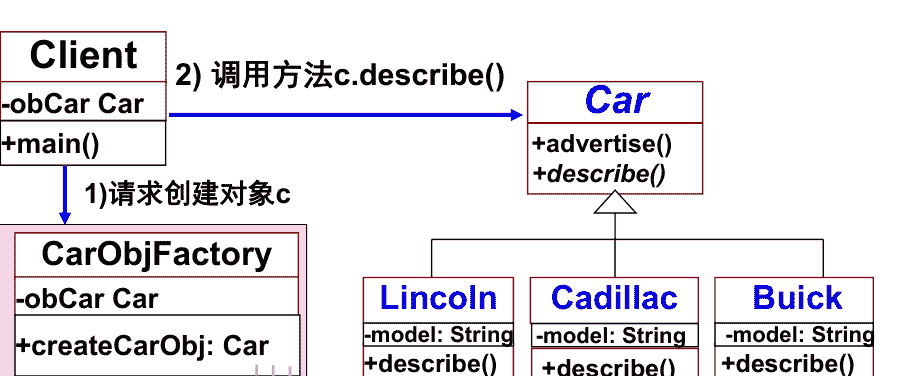 Client
-obCar Car
+main()
2) 调用方法c.describe()
Car
+advertise()
+describe()
1)请求创建对象c
CarObjFactory
-obCar Car
+createCarObj: Car
Lincoln
-model: String
+describe()
Cadillac
-model: String
+describe()
Buick
-model: String
+describe()